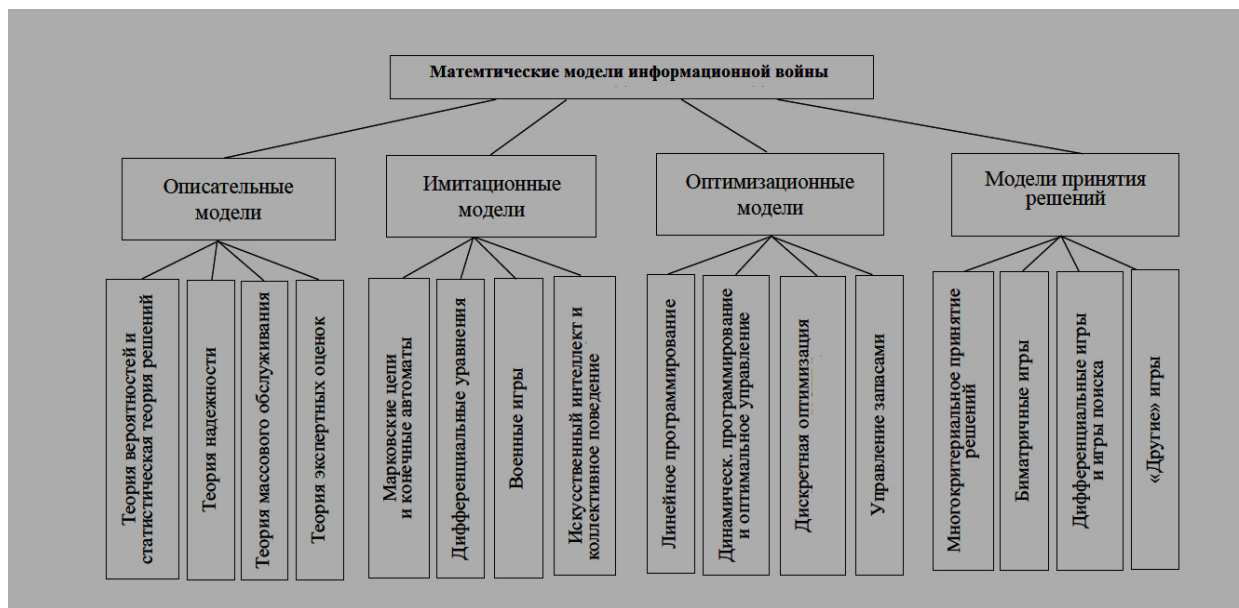 Матемтические модели информационной войны
Описательные
модели
Имитационные
модели
Оптимизационные
модели
Модели принятия
решений
Теория вероятностей и
статистическая теория решений
Теория надежности
Теория массового обслуживания
Теория экспертных оценок
Марковские цепи
и конечные автоматы
Дифференциальные уравнения
Военные игры
Искусственный интеллект и
коллективное поведение
Линейное программирование
Динамическ. программирование
и оптимальное управление
Дискретная оптимизация
Управление запасами
Многокритериальное принятие
решений
Биматричные игры
Дифференциальные игры
и игры поиска
«Другие» игры